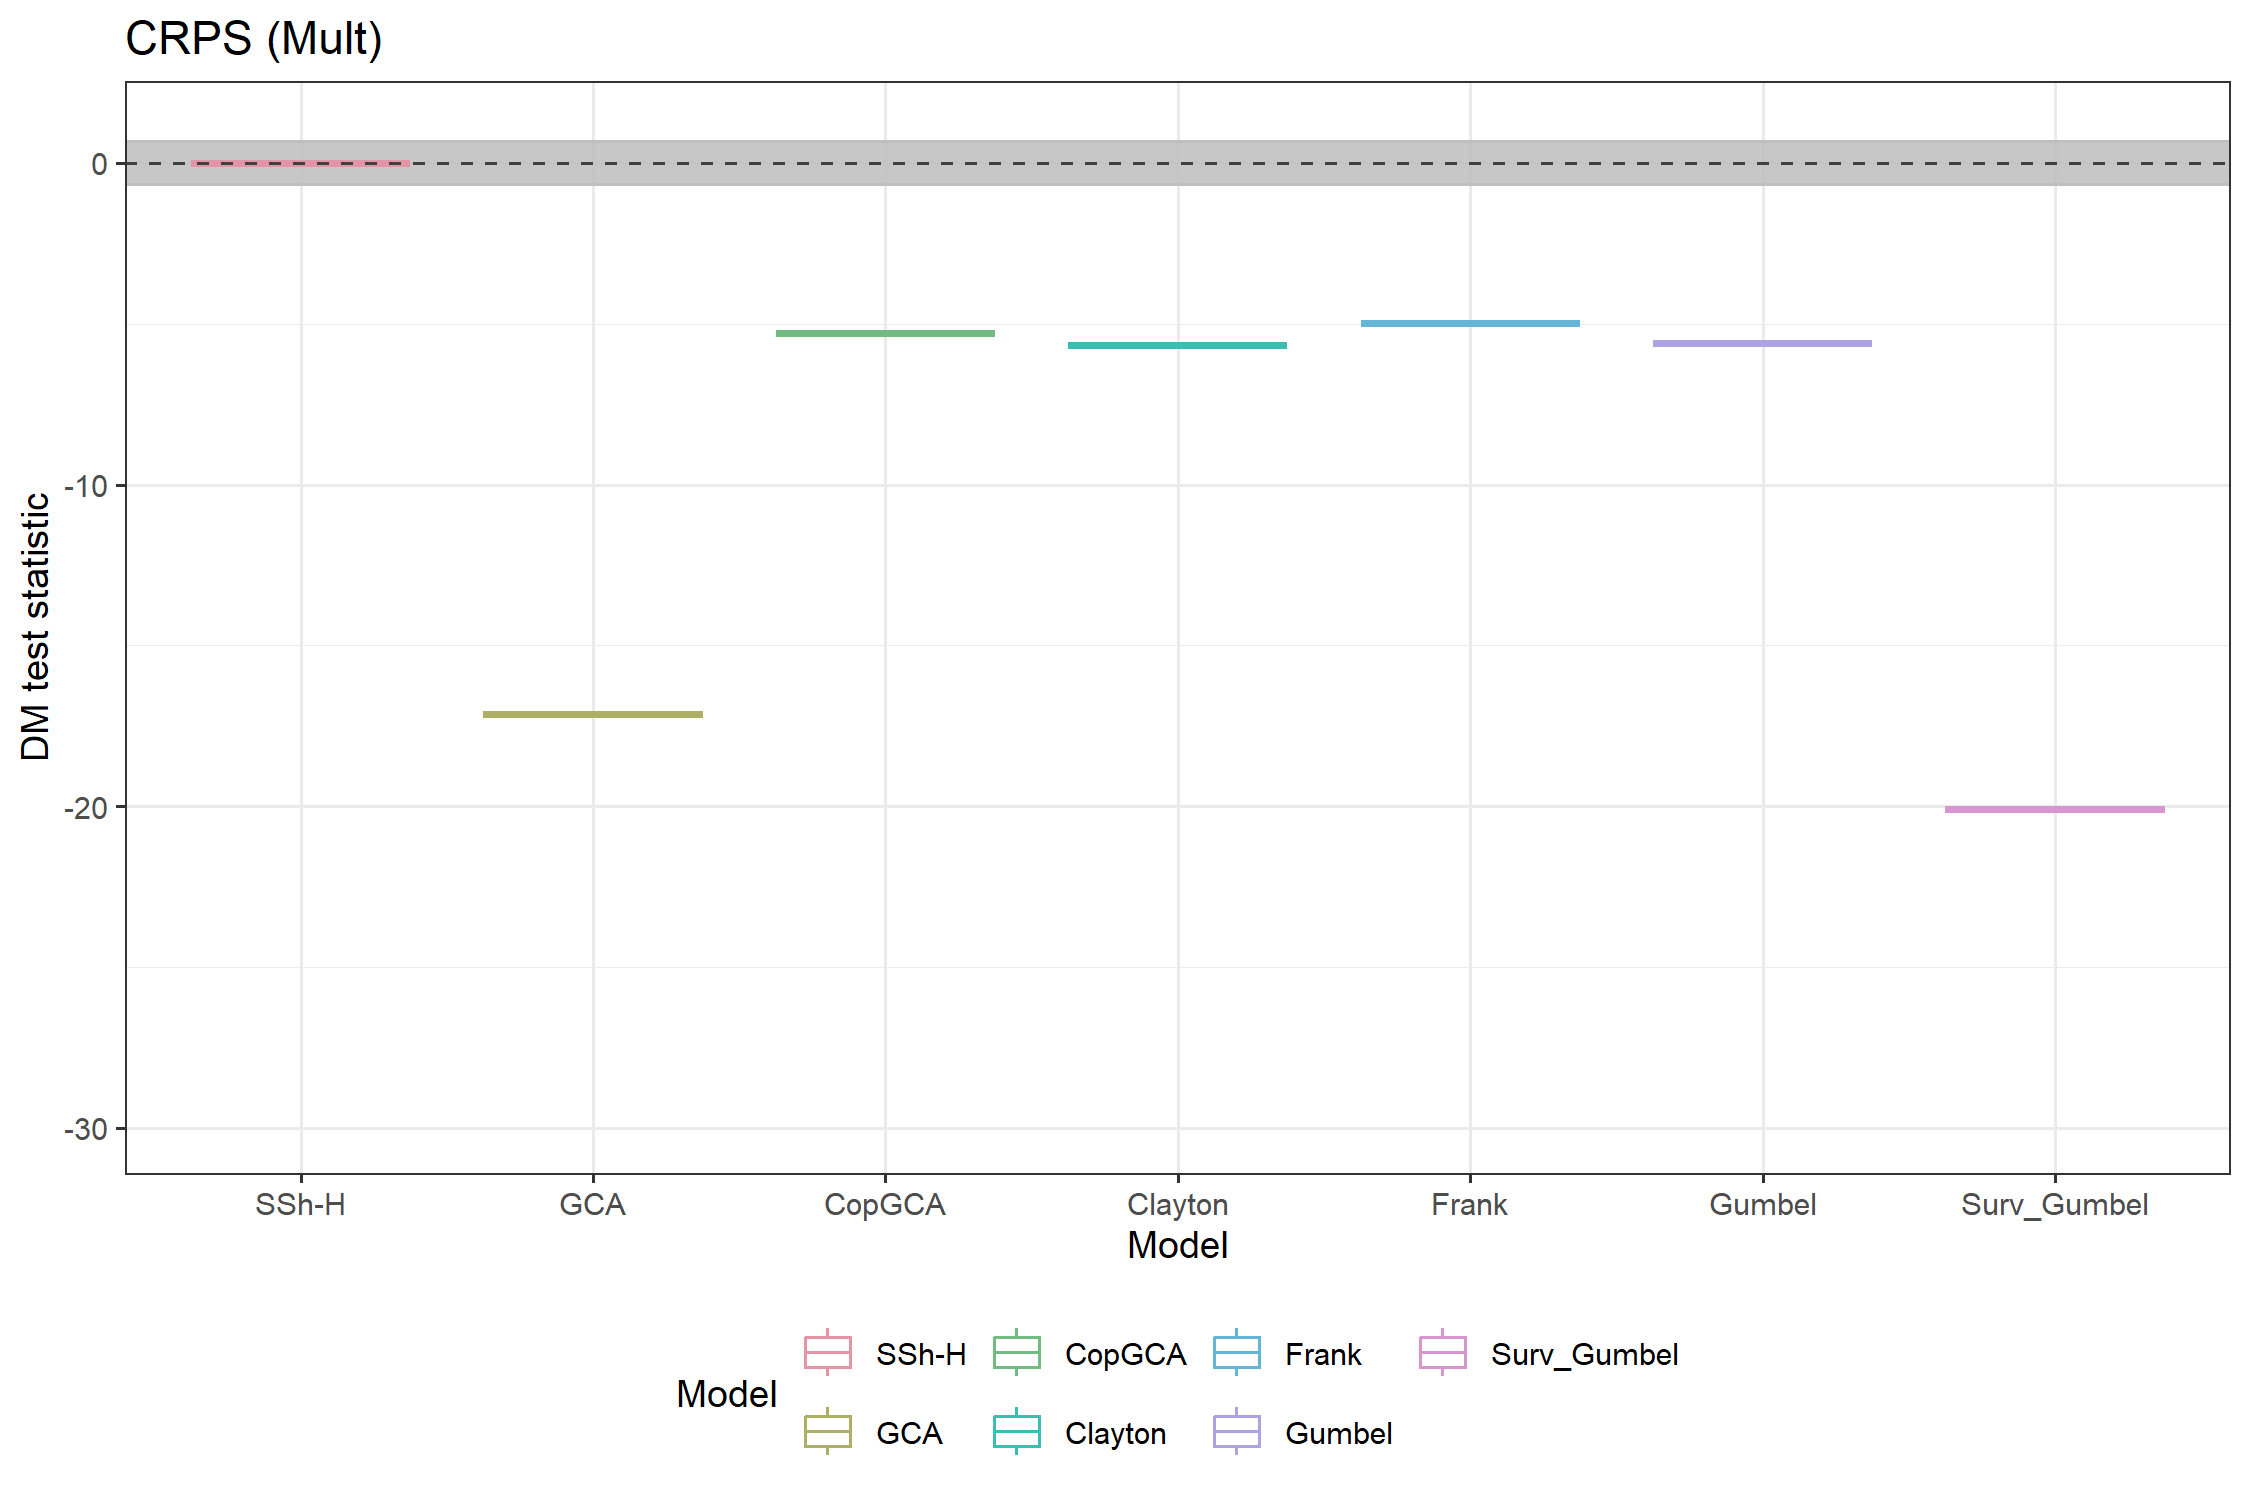 CRPS (Mult)
DM test statistic
0
-10
-20
-30
SSh-H GCA CopGCA Clayton Frank Gumbel Surv_Gumbel
Model
Model
SSh-H CopGCA Frank Surv_Gumbel
GCA Clayton Gumbel